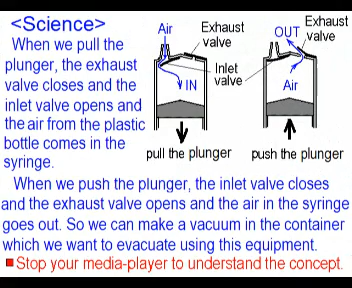 <Science>
When we pull the
plunger, the exhaust
valve closes and the
inlet valve opens and
the air from the plastic
bottle comes in the
syringe.
Air
Exhaust
valve
Inlet
valve
IN
pull the plunger
OUT
Exhaust
valve
Air
push the plunger
When we push the plunger, the inlet valve closes
and the exhaust valve opens and the air in the syringe
goes out. So we can make a vacuum in the container
which we want to evacuate using this equipment.
■Stop your media-player to understand the concept.